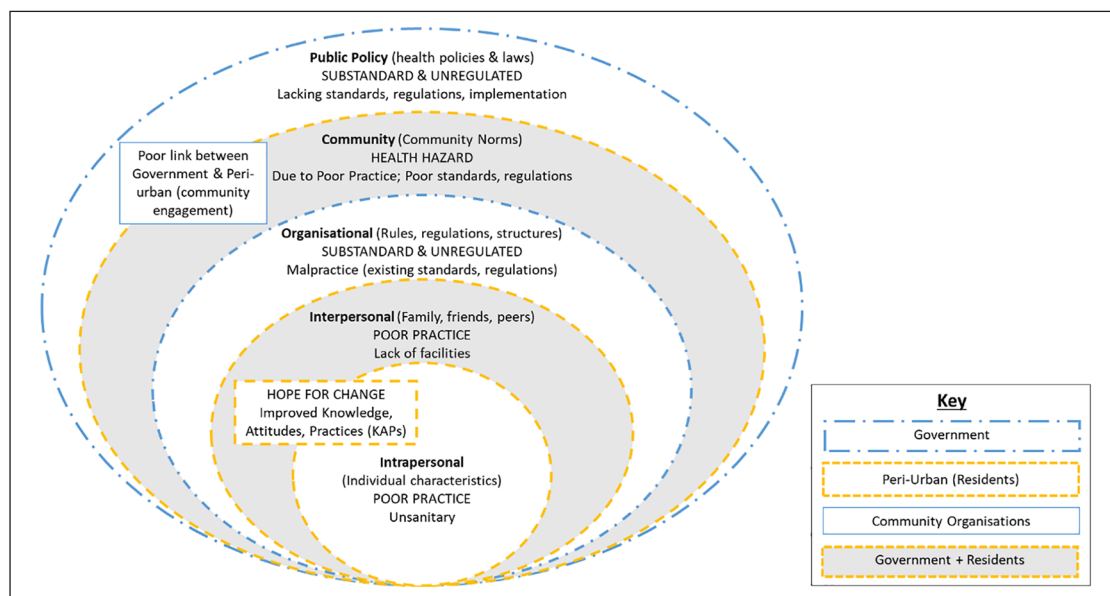 Public Policy (health policies & laws)
SUBSTANDARD & UNREGULATED
Lacking standards, regulations, implementation
Community (Community Norms)
HEALTH HAZARD
Due to Poor Practice; Poor standards, regulations
Poor link between
Government & Peri-
urban (community
engagement)
Organisational (Rules, regulations, structures)
SUBSTANDARD & UNREGULATED
Malpractice (existing standards, regulations)
Interpersonal (Family, friends, peers)
POOR PRACTICE
Lack of facilities
HOPE FOR CHANGE
Improved Knowledge,
Attitudes, Practices (KAPs)
Intrapersonal
(Individual characteristics)
POOR PRACTICE
Unsanitary
Key
Government
Peri-Urban (Residents)
Community Organisations
Government + Residents